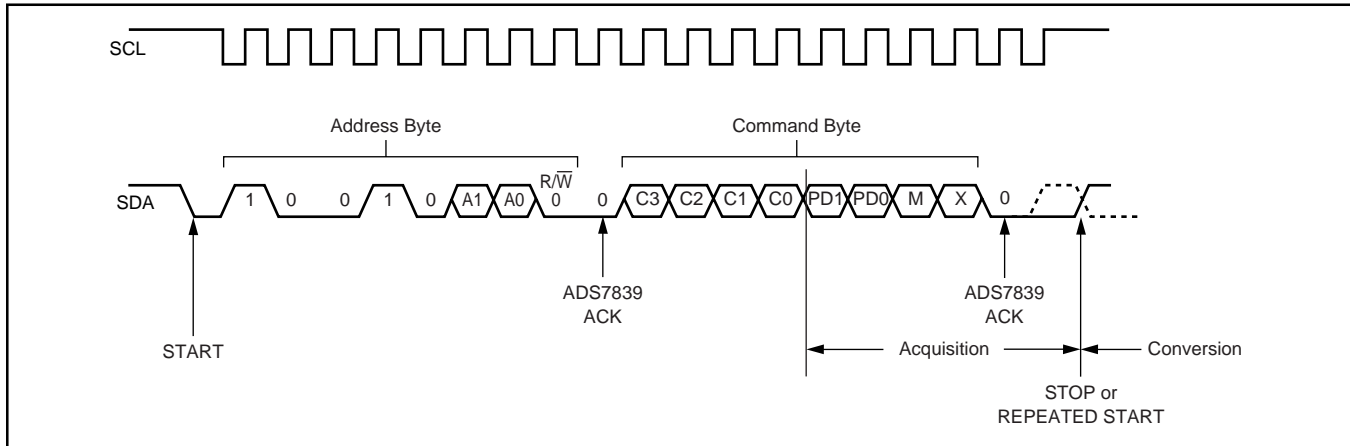 SCL
Address Byte
Command Byte
R/W̅
SDA
1 0 0 1 0 A1 A0 0 0 C3 C2 C1 C0 PD1 PD0 M X 0
ADS7839
ACK
ADS7839
ACK
START
Acquisition
Conversion
STOP or
REPEATED START